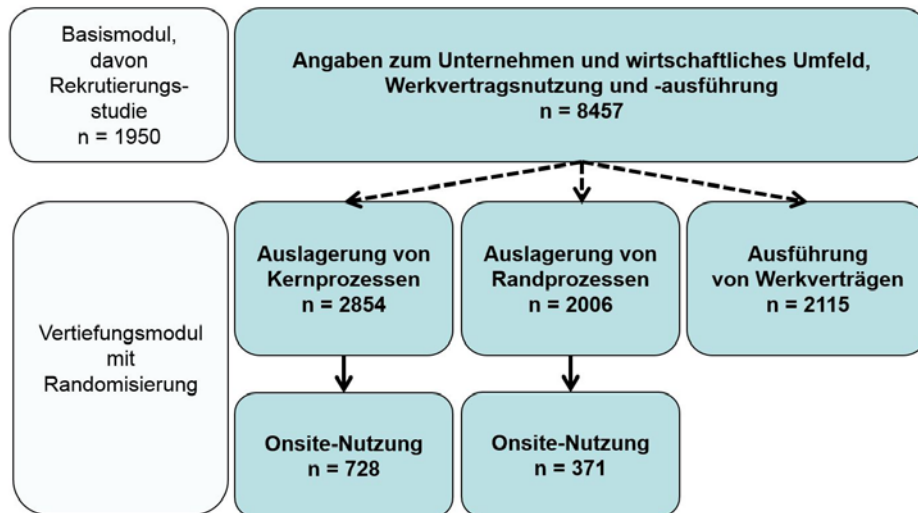 Basismodul,
davon
Rekrutierungs-
studie
n = 1950
Angaben zum Unternehmen und wirtschaftliches Umfeld,
Werkvertragsnutzung und -ausführung
n = 8457
Vertiefungsmodul
mit
Randomisierung
Auslagerung von
Kernprozessen
n = 2854
Auslagerung von
Randprozessen
n = 2006
Ausführung
von Werkverträgen
n = 2115
Onsite-Nutzung
n = 728
Onsite-Nutzung
n = 371